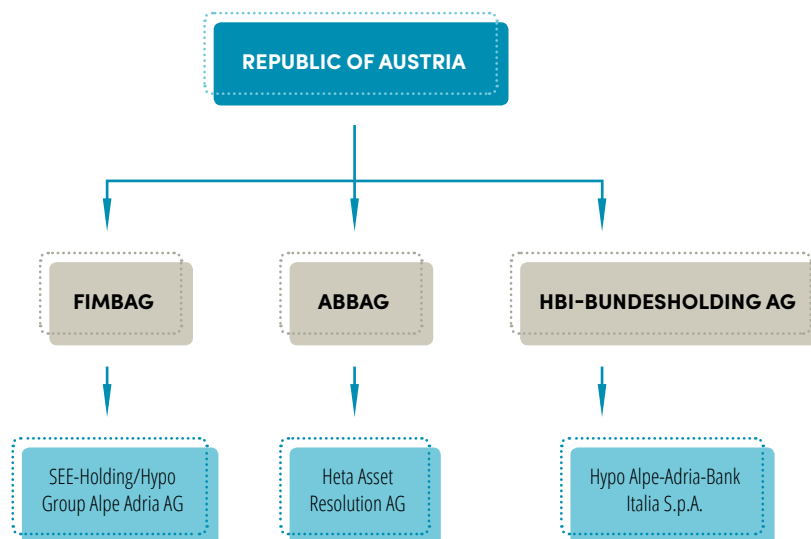 REPUBLIC OF AUSTRIA
FIMBAG
ABBAG
HBI-BUNDESHOLDING AG
SEE-Holding/Hypo
Group Alpe Adria AG
Heta Asset
Resolution AG
Hypo Alpe-Adria-Bank
Italia S.p.A.